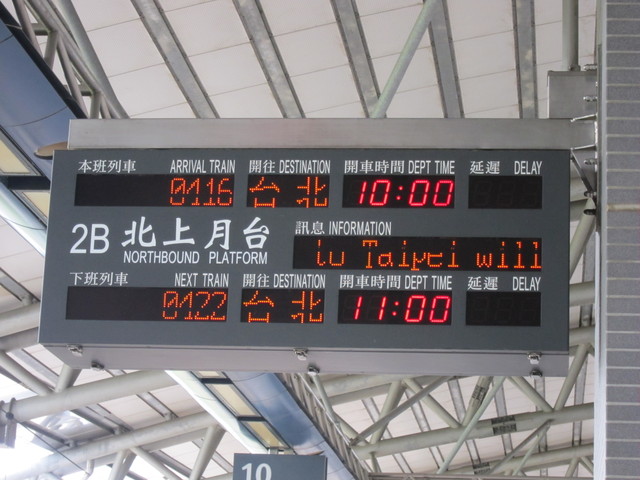 本班列車 ARRIVAL TRAIN 開往 DESTINATION 開車時間 DEPT TIME 延遲 DELAY
0416 台北 10:00
2B 北上月台
NORTHBOUND PLATFORM
訊息 INFORMATION
to Taipei will
下班列車 NEXT TRAIN 開往 DESTINATION 開車時間 DEPT TIME 延遲 DELAY
0422 台北 11:00
10